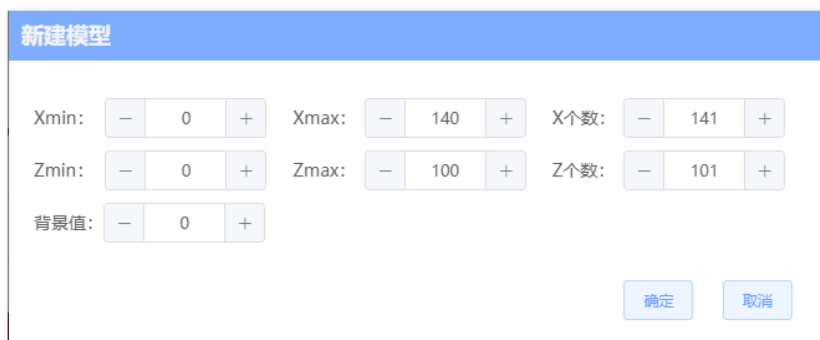 新建模型
Xmin: － 0 + Xmax: － 140 + X个数: － 141 +
Zmin: － 0 + Zmax: － 100 + Z个数: － 101 +
背景值: － 0 +
确定 取消